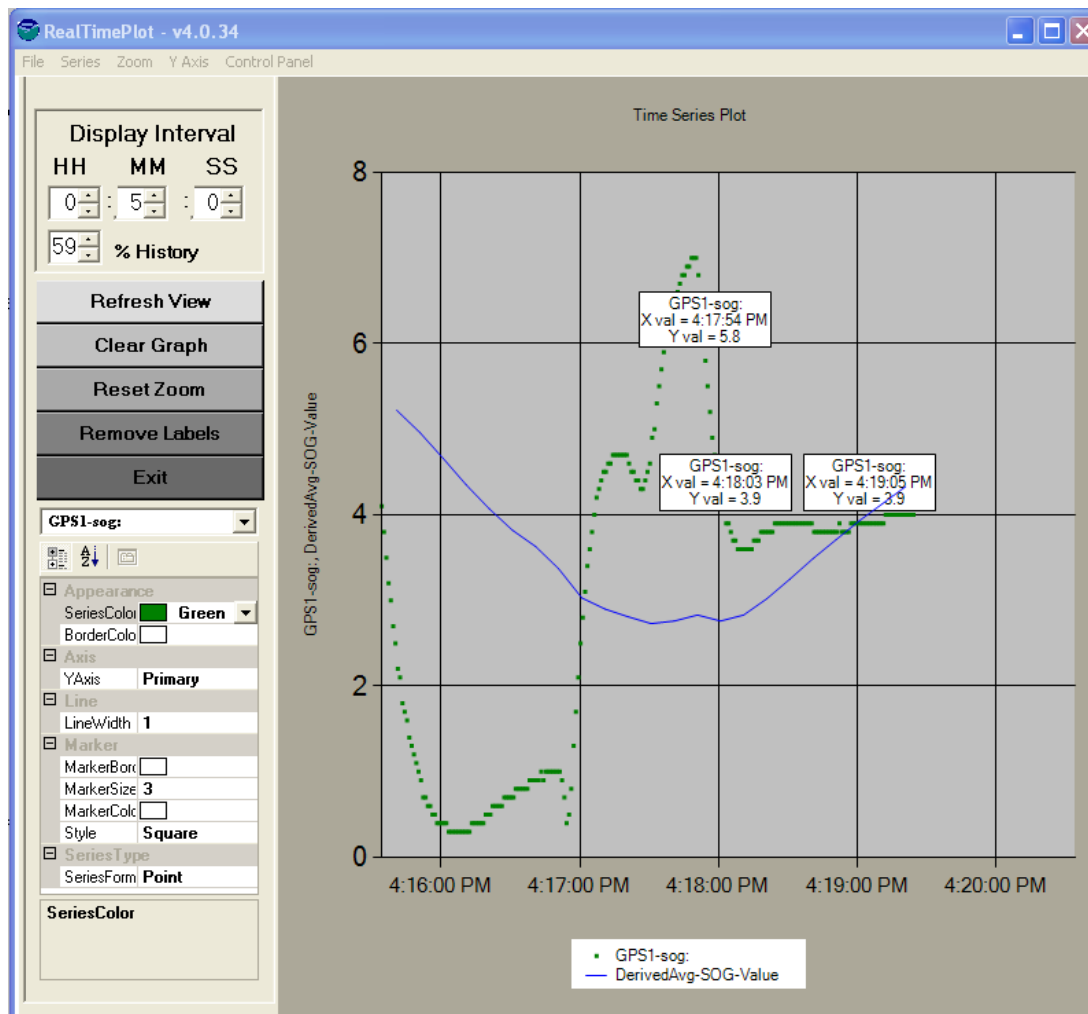 RealTimePlot - v4.0.34
File Series Zoom Y Axis Control Panel
Display Interval
HH MM SS
0 : 5 : 0
59 % History
Refresh View
Clear Graph
Reset Zoom
Remove Labels
Exit
GPS1-sog:
Appearance
SeriesColor Green
BorderColo
Axis
YAxis Primary
Line
LineWidth 1
Marker
MarkerBord
MarkerSize 3
MarkerColo
Style Square
SeriesType
SeriesForm Point
SeriesColor
Time Series Plot
8
6
4
2
0
GPS1-sog:, DerivedAvg-SOG-Value
GPS1-sog:
X val = 4:17:54 PM
Y val = 5.8
GPS1-sog:
X val = 4:18:03 PM
Y val = 3.9
GPS1-sog:
X val = 4:19:05 PM
Y val = 3.9
4:16:00 PM 4:17:00 PM 4:18:00 PM 4:19:00 PM 4:20:00 PM
GPS1-sog:
DerivedAvg-SOG-Value